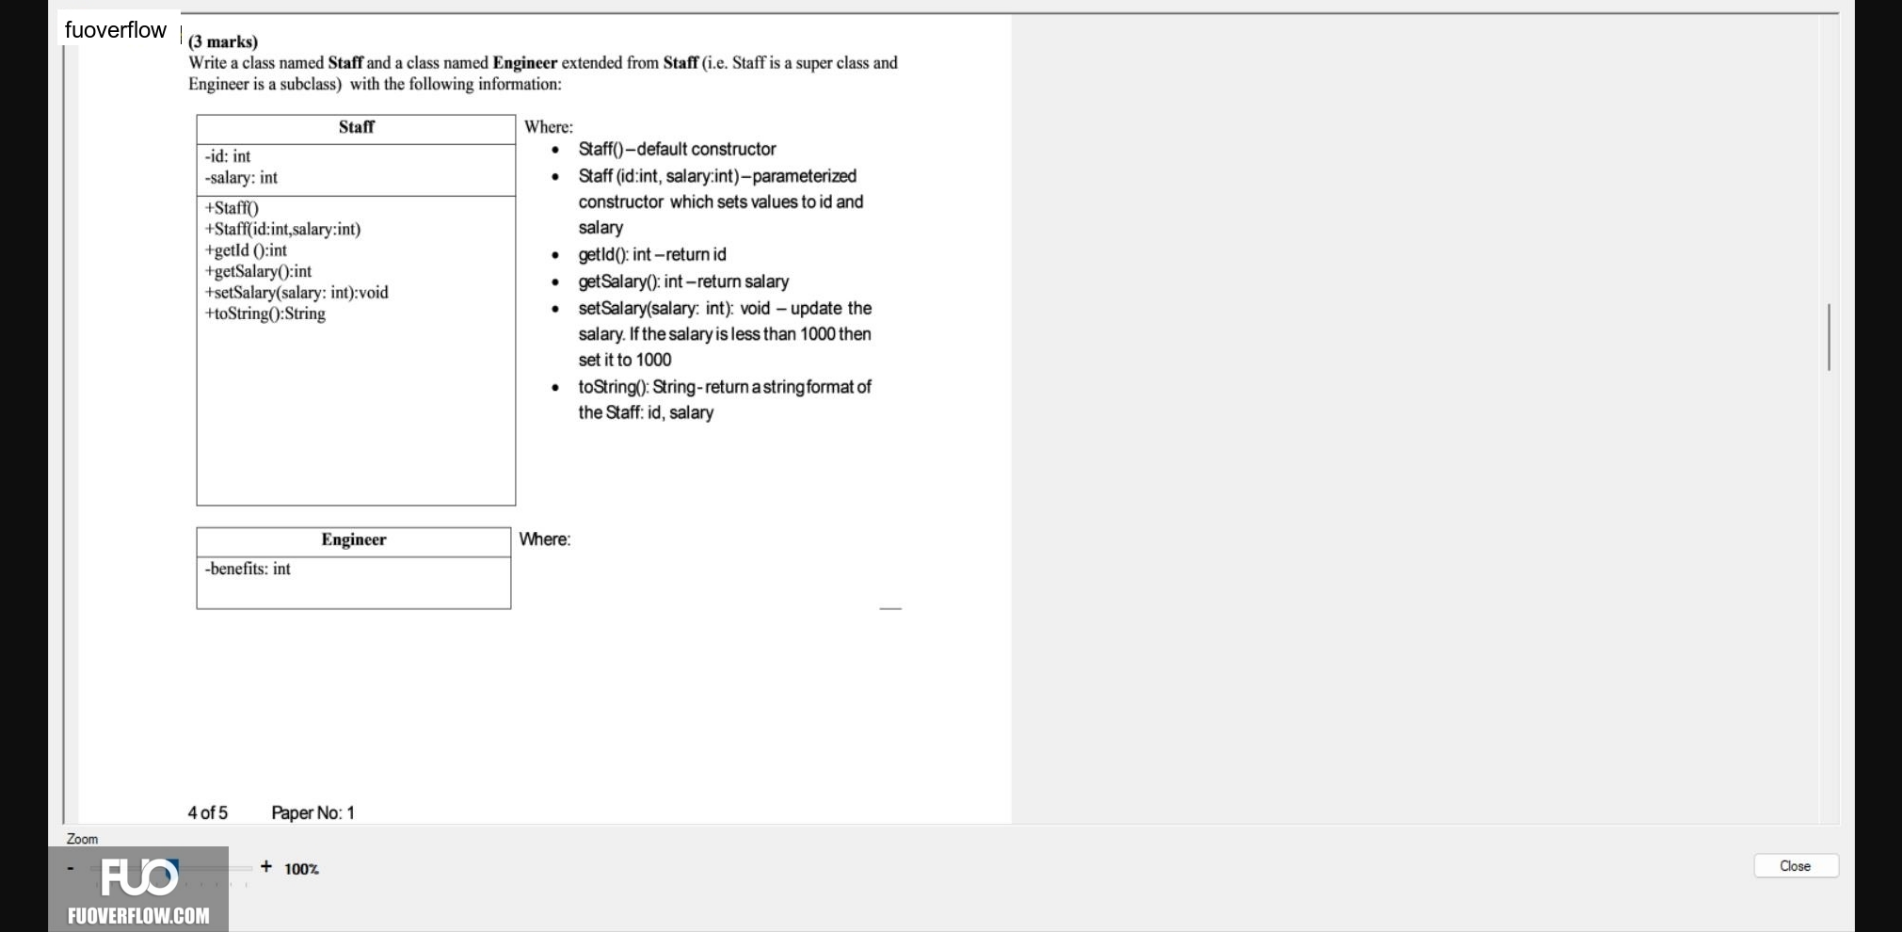 fuoverflow
(3 marks)
Write a class named Staff and a class named Engineer extended from Staff (i.e. Staff is a super class and
Engineer is a subclass) with the following information:
Staff
-id: int
-salary: int
+Staff()
+Staff(id:int,salary:int)
+getId ():int
+getSalary():int
+setSalary(salary: int):void
+toString():String
Where:
• Staff() – default constructor
• Staff (id:int, salary:int) – parameterized
constructor which sets values to id and
salary
• getId(): int – return id
• getSalary(): int – return salary
• setSalary(salary: int): void – update the
salary. If the salary is less than 1000 then
set it to 1000
• toString(): String - return a string format of
the Staff: id, salary
Engineer
-benefits: int
Where:
4 of 5 Paper No: 1
Zoom
- + 100%
Close
FUO
FUOVERFLOW.COM